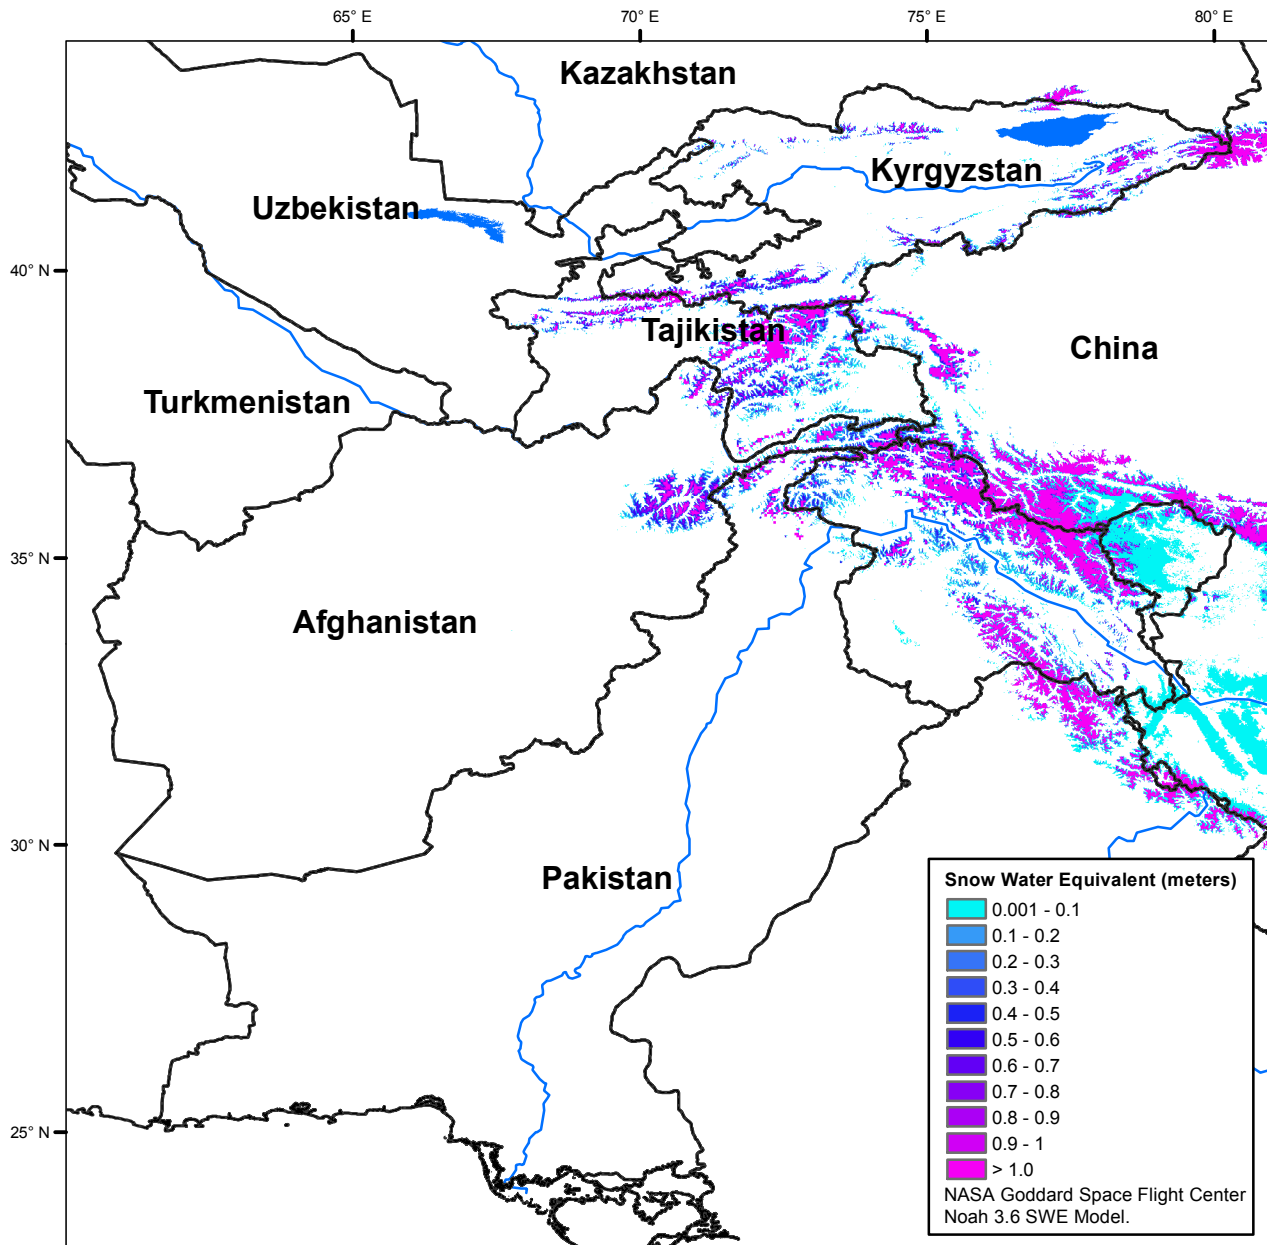 65° E
70° E
75° E
80° E
Kazakhstan
Kyrgyzstan
Uzbekistan
40° N
Tajikistan
China
Turkmenistan
35° N
Afghanistan
30° N
Pakistan
25° N
Snow Water Equivalent (meters)
0.001 - 0.1
0.1 - 0.2
0.2 - 0.3
0.3 - 0.4
0.4 - 0.5
0.5 - 0.6
0.6 - 0.7
0.7 - 0.8
0.8 - 0.9
0.9 - 1
> 1.0
NASA Goddard Space Flight Center
Noah 3.6 SWE Model.